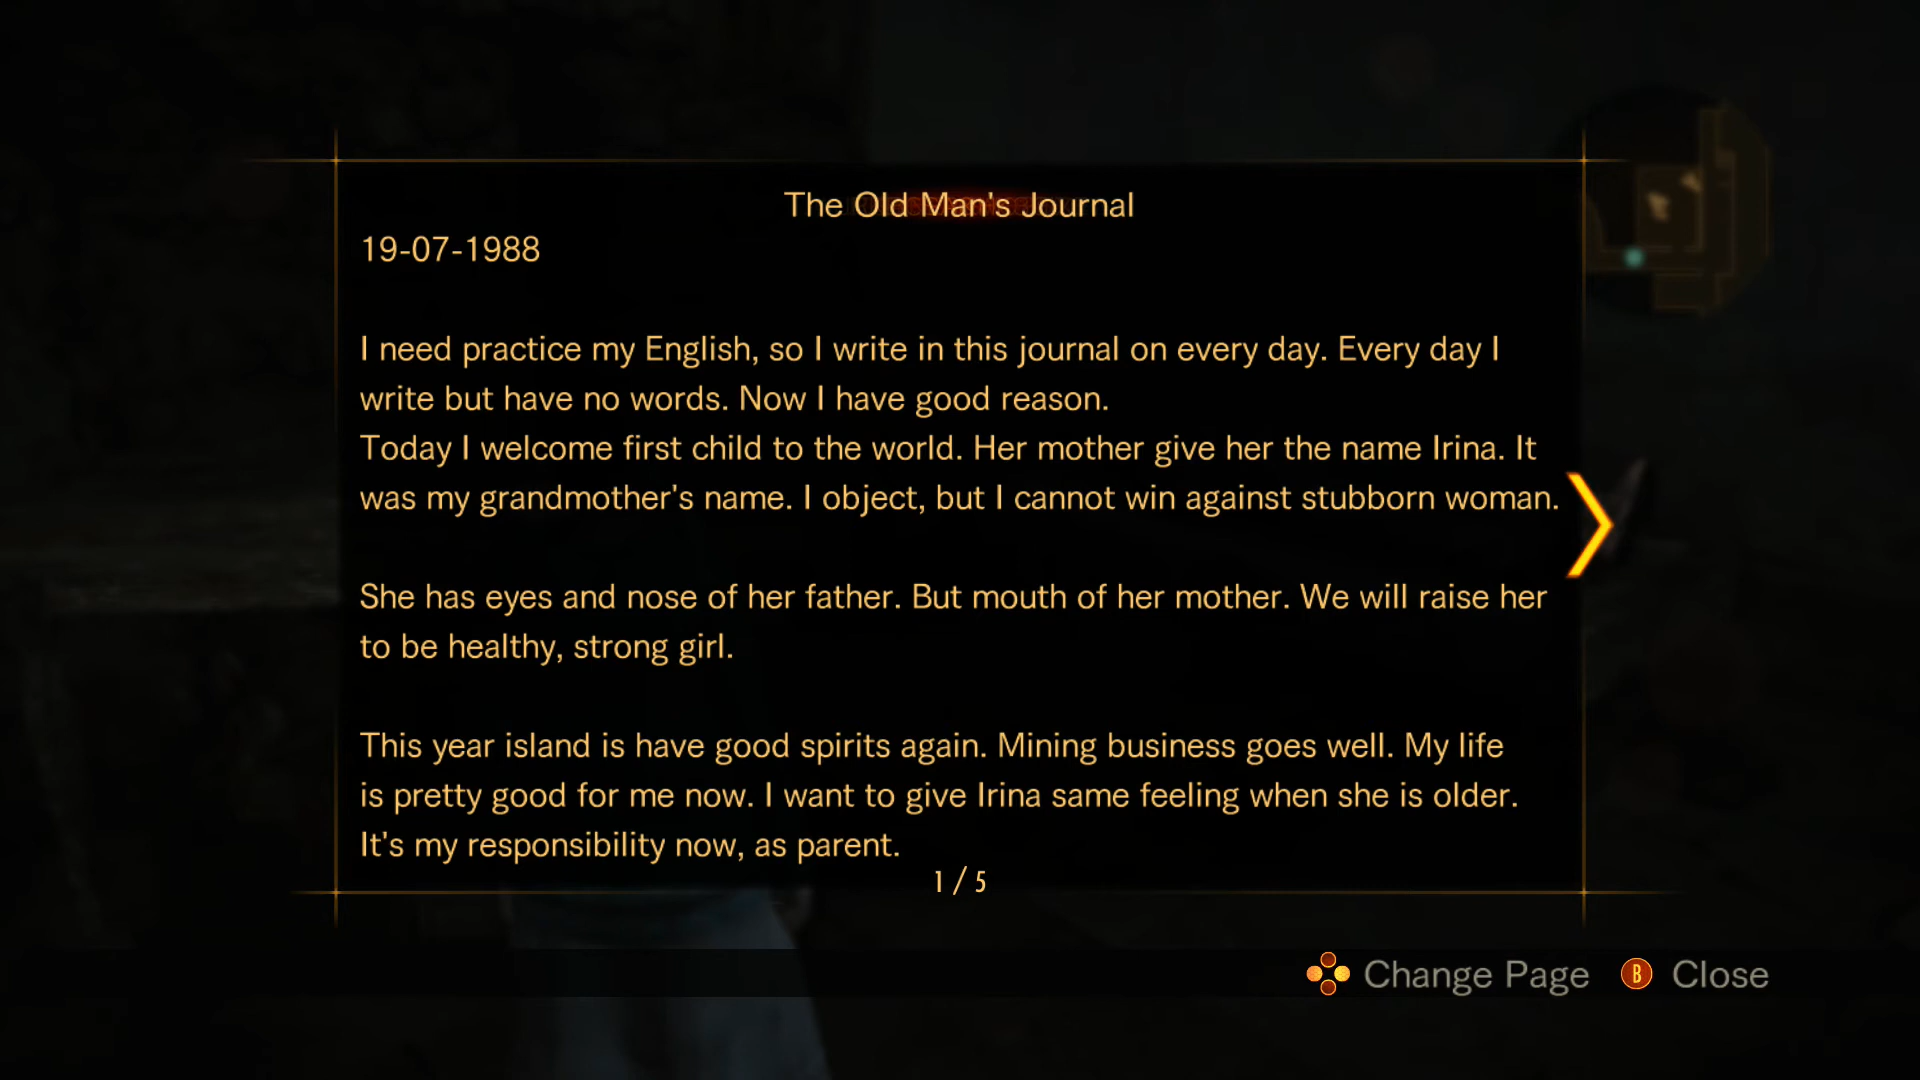 The Old Man's Journal
19-07-1988
I need practice my English, so I write in this journal on every day. Every day I
write but have no words. Now I have good reason.
Today I welcome first child to the world. Her mother give her the name Irina. It
was my grandmother's name. I object, but I cannot win against stubborn woman.
She has eyes and nose of her father. But mouth of her mother. We will raise her
to be healthy, strong girl.
This year island is have good spirits again. Mining business goes well. My life
is pretty good for me now. I want to give Irina same feeling when she is older.
It's my responsibility now, as parent.
1 / 5
Change Page B Close